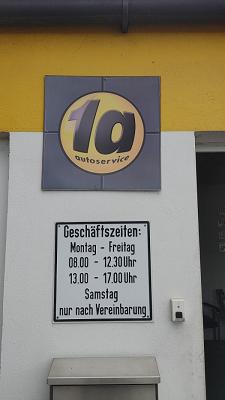 1a
autoservice
Geschäftszeiten:
Montag - Freitag
08.00 - 12.30 Uhr
13.00 - 17.00 Uhr
Samstag
nur nach Vereinbarung